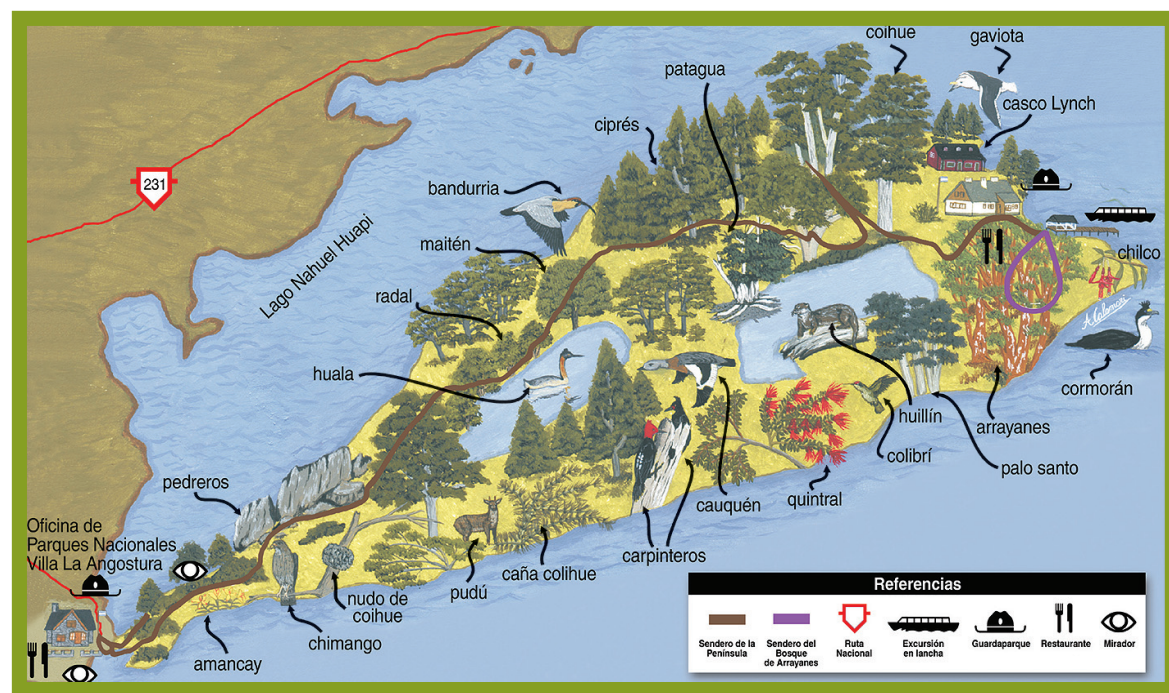 coihue
gaviota
patagua
casco Lynch
ciprés
231
bandurria
Lago Nahuel Huapi
maitén
chilco
radal
A. Calamari
huala
cormorán
huillín
arrayanes
colibrí
palo santo
pedreros
cauquén
quintral
Oficina de
Parques Nacionales
Villa La Angostura
carpinteros
caña colihue
pudú
nudo de
coihue
chimango
amancay
Referencias
Sendero de la
Península
Sendero del
Bosque
de Arrayanes
Ruta
Nacional
Excursión
en lancha
Guardaparque
Restaurante
Mirador